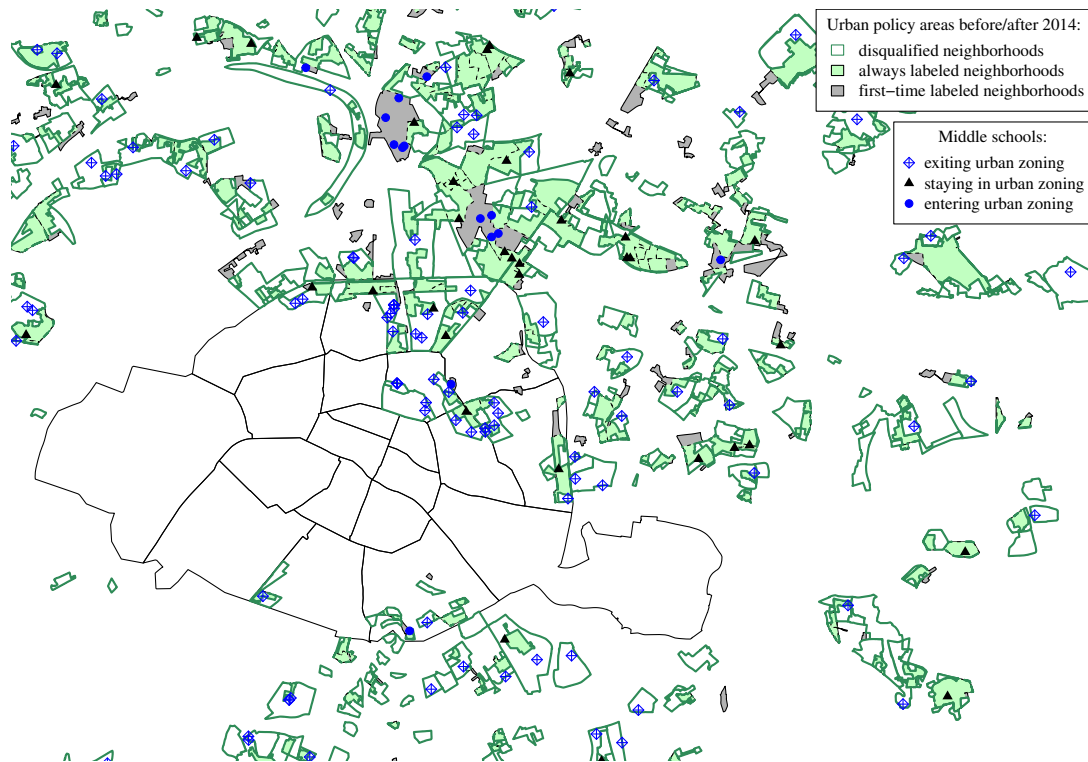 Urban policy areas before/after 2014:
disqualified neighborhoods
always labeled neighborhoods
first−time labeled neighborhoods
Middle schools:
exiting urban zoning
staying in urban zoning
entering urban zoning